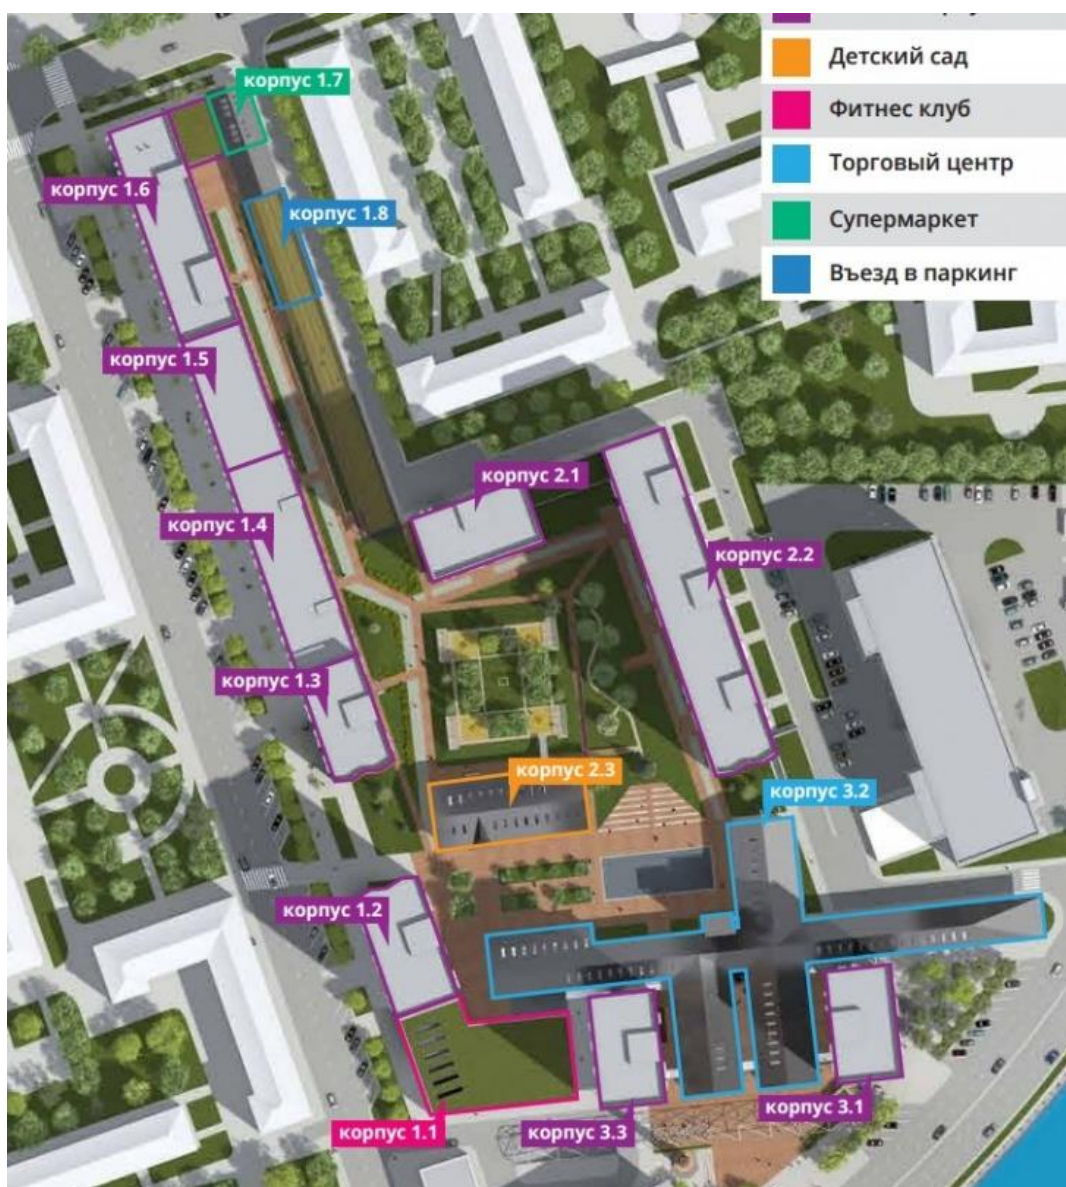 Детский сад
Фитнес клуб
Торговый центр
Супермаркет
Въезд в паркинг
корпус 1.7
корпус 1.6
корпус 1.8
корпус 1.5
корпус 2.1
корпус 1.4
корпус 2.2
корпус 1.3
корпус 2.3
корпус 3.2
корпус 1.2
корпус 3.1
корпус 1.1
корпус 3.3